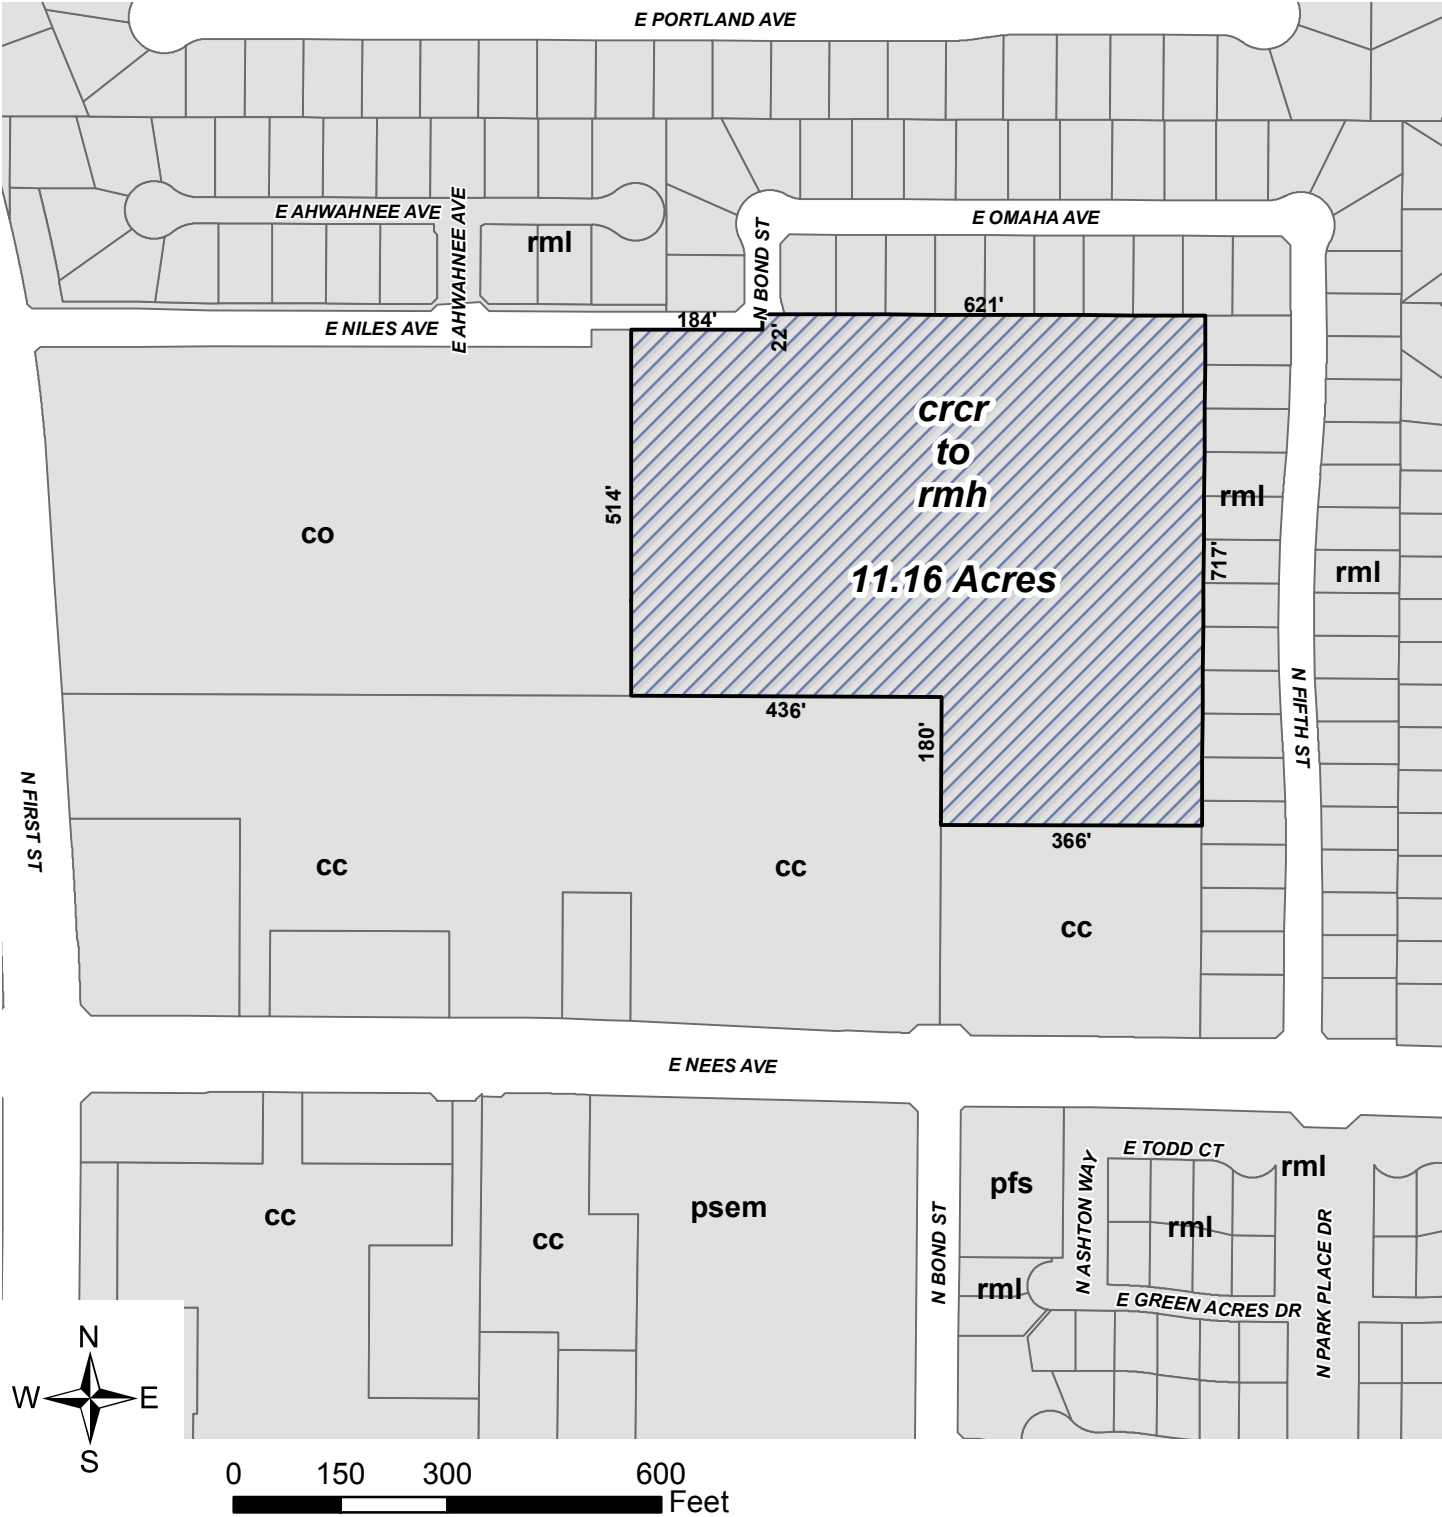 E PORTLAND AVE
E AHWAHNEE AVE
E AHWAHNEE AVE
rml
N BOND ST
E OMAHA AVE
E NILES AVE
184'
22'
621'
crcr
to
rmh
11.16 Acres
514'
717'
rml
rml
co
436'
180'
366'
N FIFTH ST
N FIRST ST
cc
cc
cc
E NEES AVE
cc
cc
psem
N BOND ST
pfs
rml
N ASHTON WAY
E TODD CT
rml
rml
E GREEN ACRES DR
N PARK PLACE DR
N
W E
S
0 150 300 600
Feet